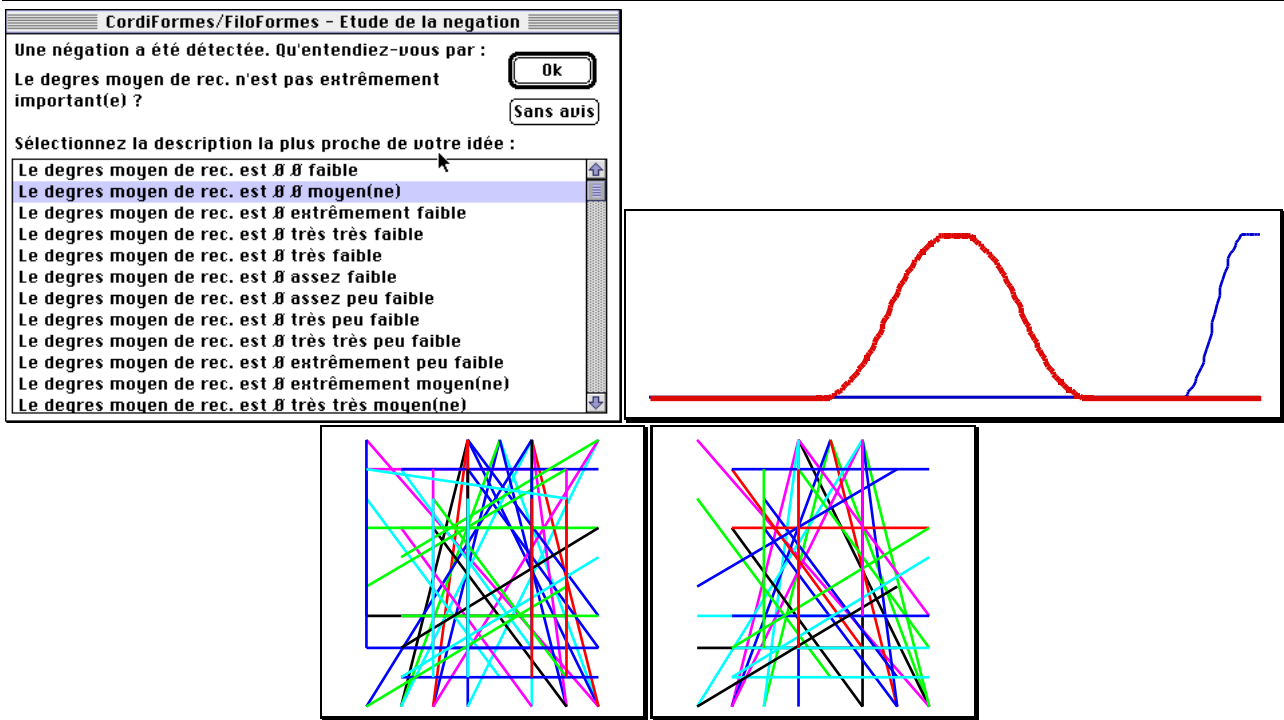 CordiFormes/FiloFormes - Etude de la negation
Une négation a été détectée. Qu'entendiez-vous par :
Le degres moyen de rec. n'est pas extrêmement
important(e) ?
Ok
Sans avis
Sélectionnez la description la plus proche de votre idée :
Le degres moyen de rec. est Ø Ø faible
Le degres moyen de rec. est Ø Ø moyen(ne)
Le degres moyen de rec. est Ø extrêmement faible
Le degres moyen de rec. est Ø très très faible
Le degres moyen de rec. est Ø très faible
Le degres moyen de rec. est Ø assez faible
Le degres moyen de rec. est Ø assez peu faible
Le degres moyen de rec. est Ø très peu faible
Le degres moyen de rec. est Ø très très peu faible
Le degres moyen de rec. est Ø extrêmement peu faible
Le degres moyen de rec. est Ø extrêmement moyen(ne)
Le degres moyen de rec. est Ø très très moyen(ne)